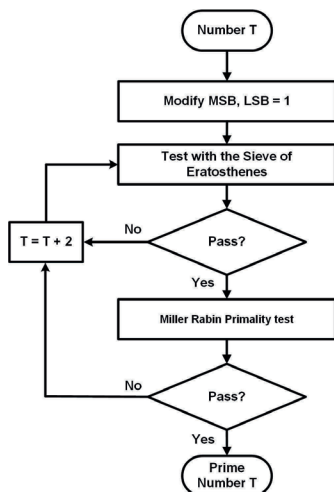 Number T
Modify MSB, LSB = 1
Test with the Sieve of
Eratosthenes
T = T + 2
No
Pass?
Yes
Miller Rabin Primality test
No
Pass?
Yes
Prime
Number T